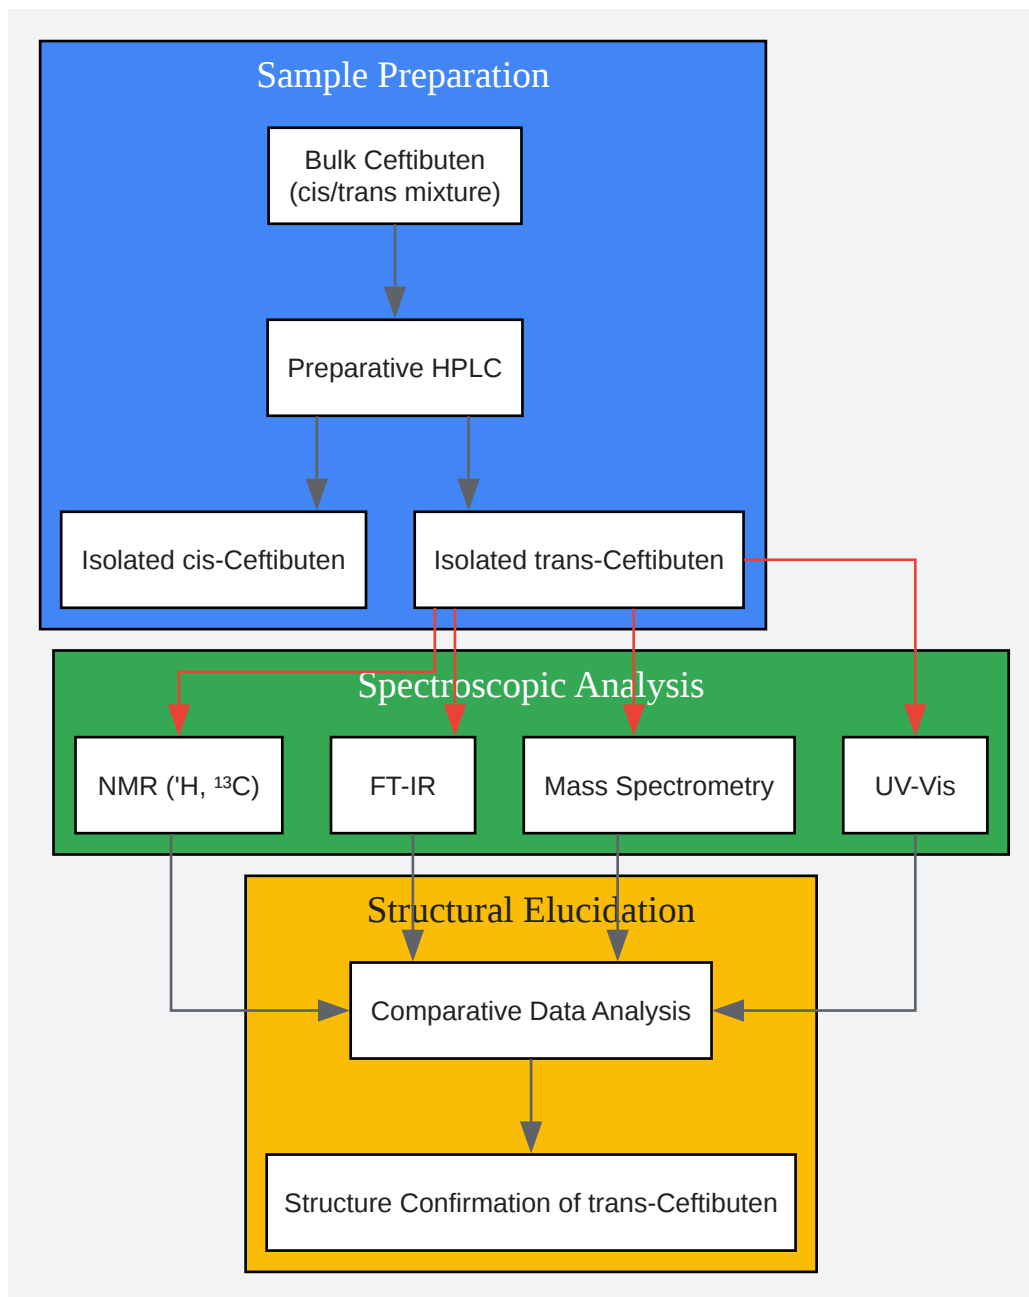 Sample Preparation
Bulk Ceftibuten
(cis/trans mixture)
Preparative HPLC
Isolated cis-Ceftibuten
Isolated trans-Ceftibuten
Spectroscopic Analysis
NMR ('H, ¹³C)
FT-IR
Mass Spectrometry
UV-Vis
Structural Elucidation
Comparative Data Analysis
Structure Confirmation of trans-Ceftibuten